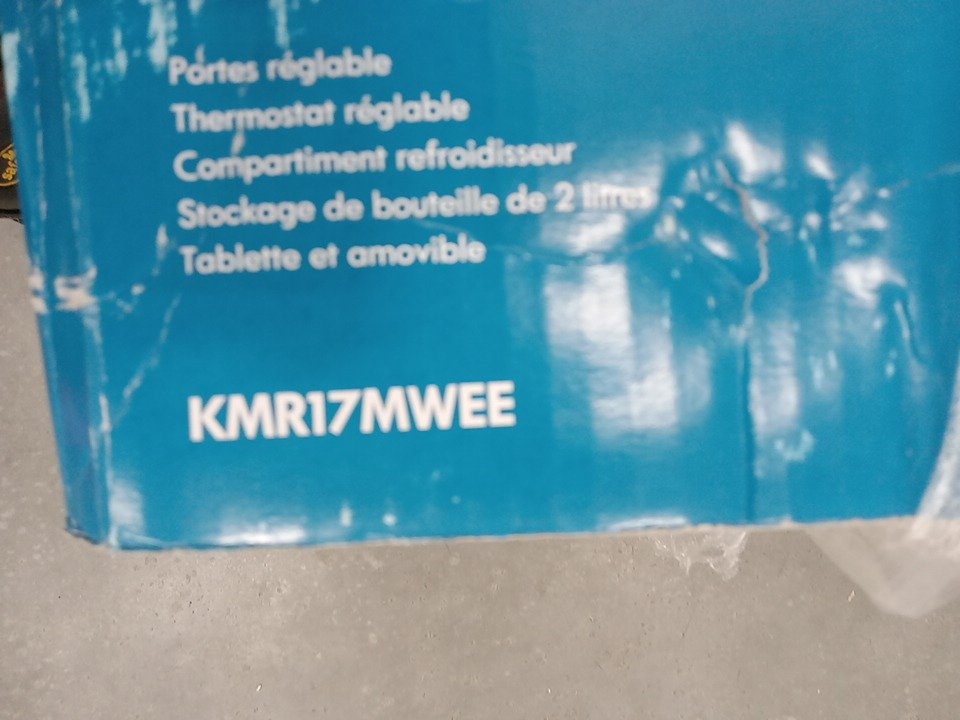 Portes réglable
Thermostat réglable
Compartiment refroidisseur
Stockage de bouteille de 2 litres
Tablette et amovible
KMR17MWEE